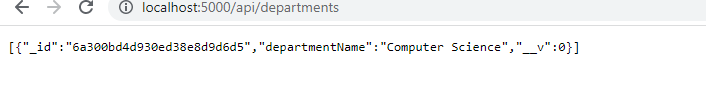 localhost:5000/api/departments
[{"_id":"6a300bd4d930ed38e8d9d6d5","departmentName":"Computer Science","__v":0}]